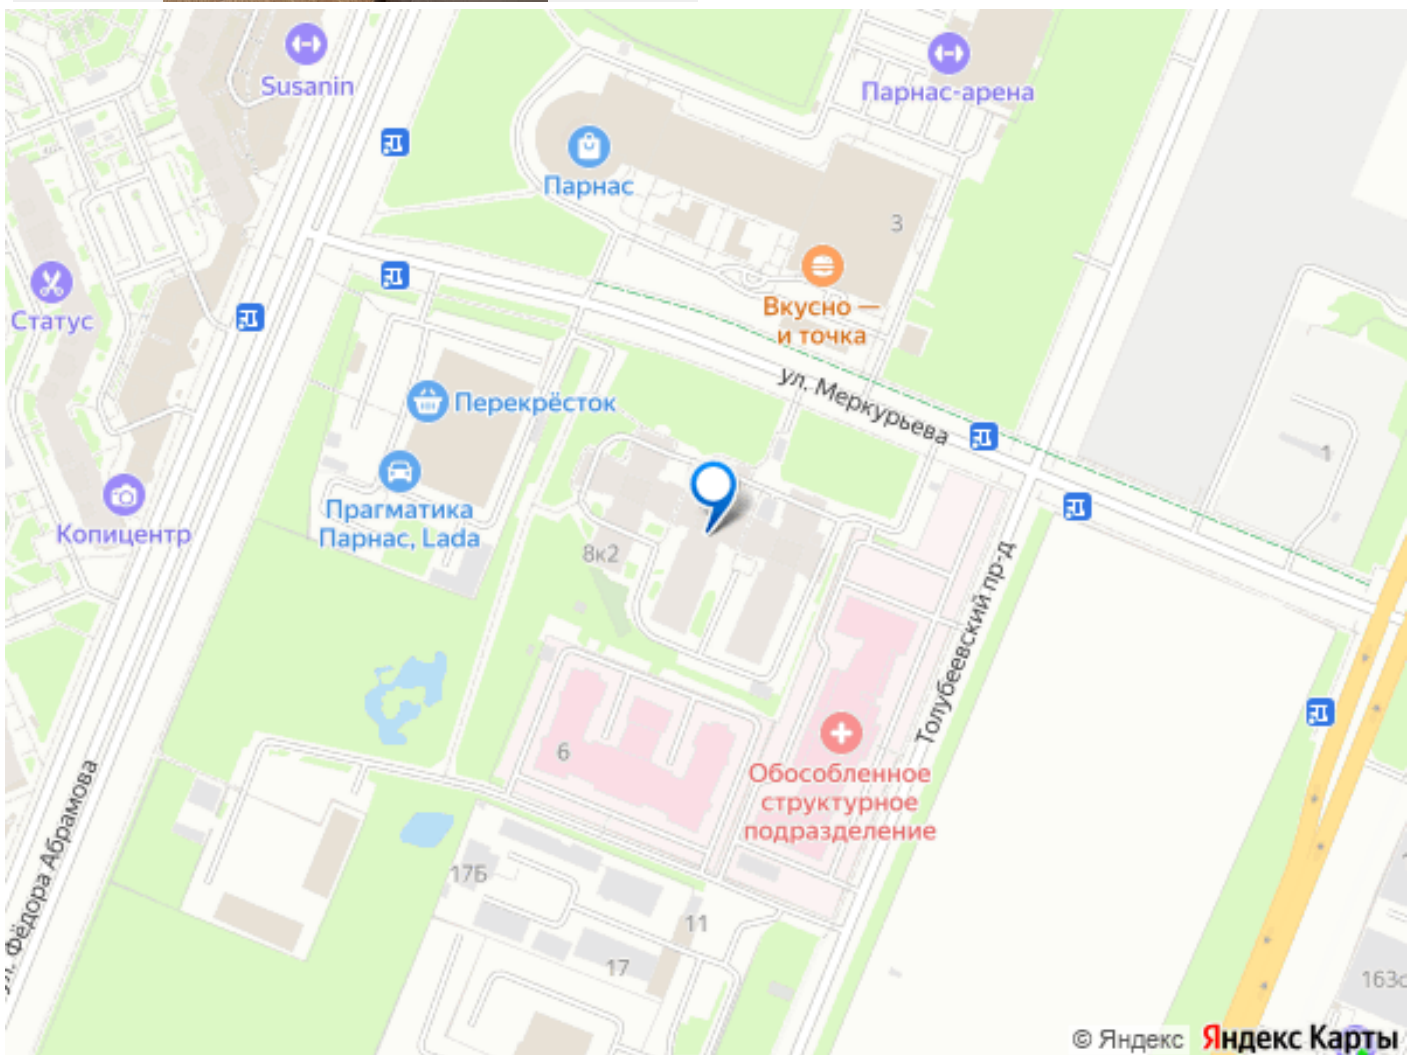 Susanin
Парнас-арена
Парнас
3
Статус
Вкусно —
и точка
ул. Меркурьева
Перекрёсток
1
Прагматика
Парнас, Lada
Копицентр
8к2
Толубеевский пр-д
6
Обособленное
структурное
подразделение
ул. Фёдора Абрамова
17Б
11
17
163с
© Яндекс Яндекс Карты